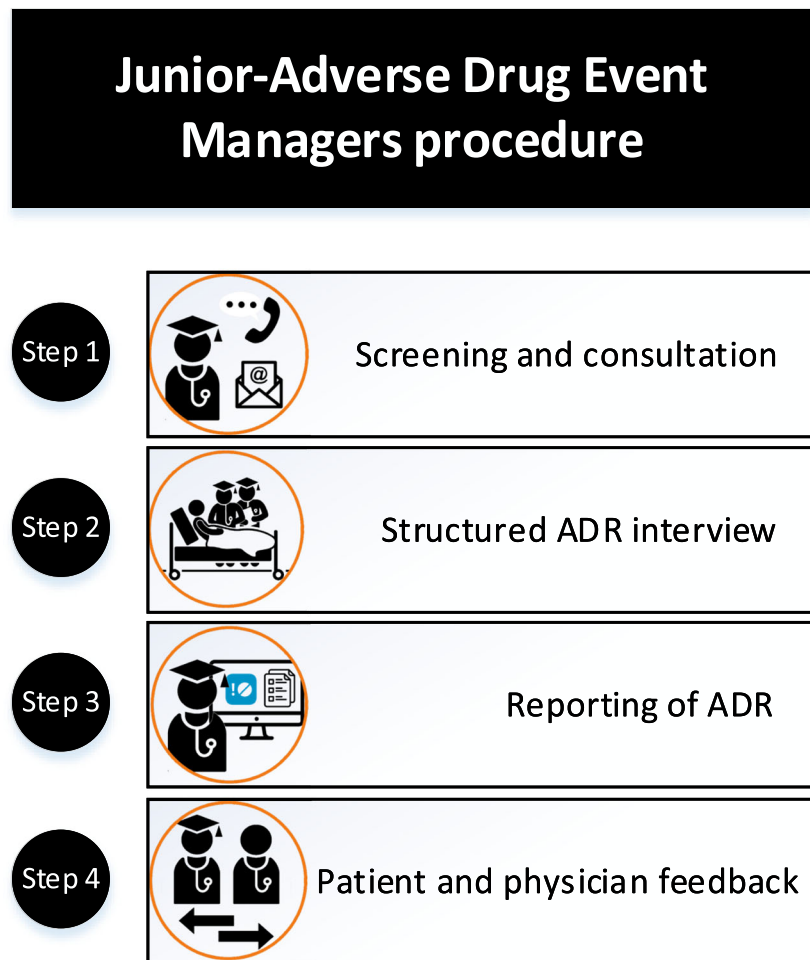 Junior-Adverse Drug Event
Managers procedure
Step 1
@
Screening and consultation
Step 2
Structured ADR interview
Step 3
!
Reporting of ADR
Step 4
Patient and physician feedback